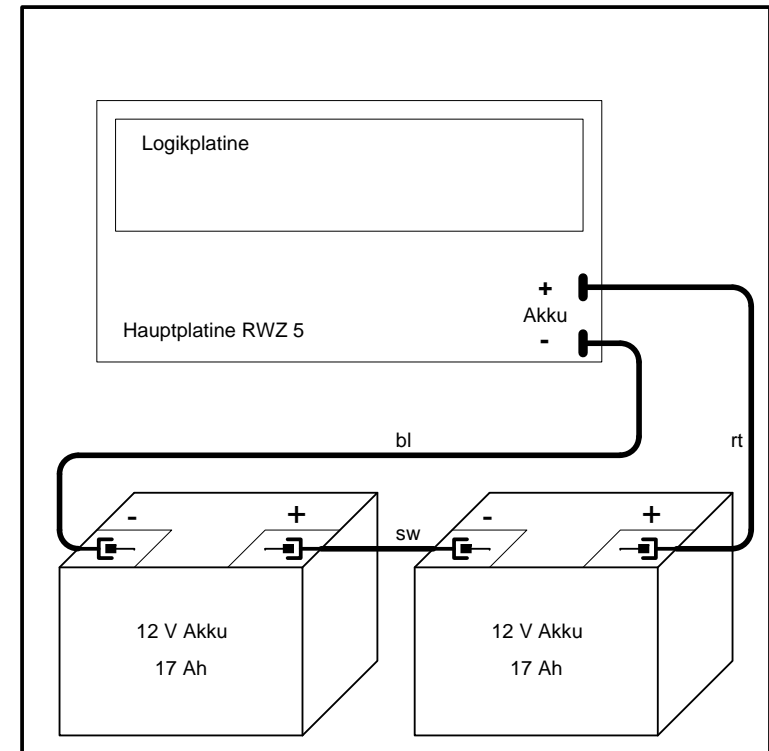 Logikplatine
+
Akku
Hauptplatine RWZ 5
-
bl
rt
- +
sw
- +
12 V Akku
17 Ah
12 V Akku
17 Ah